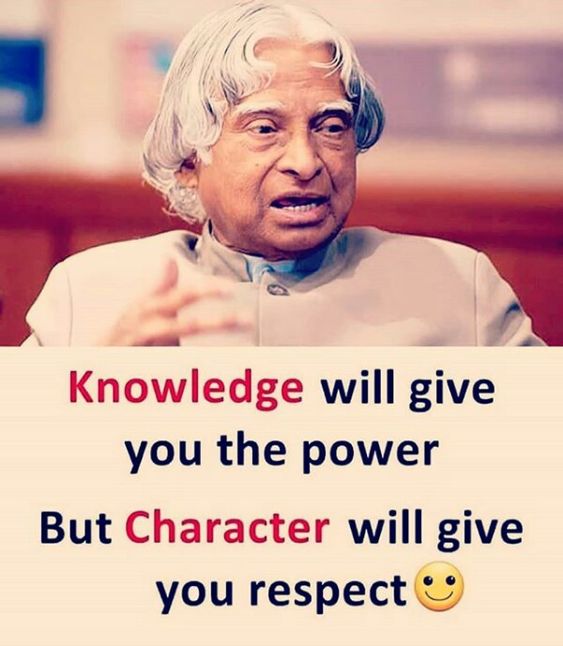 Knowledge will give
you the power
But Character will give
you respect